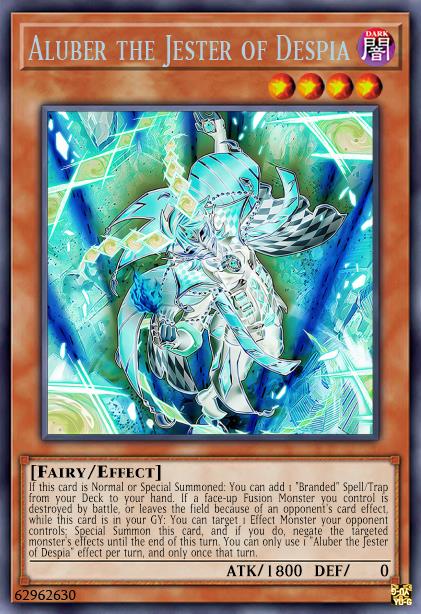 ALUBER THE JESTER OF DESPIA
DARK
闇
[FAIRY/EFFECT]
If this card is Normal or Special Summoned: You can add 1 "Branded" Spell/Trap
from your Deck to your hand. If a face-up Fusion Monster you control is
destroyed by battle, or leaves the field because of an opponent's card effect,
while this card is in your GY: You can target 1 Effect Monster your opponent
controls; Special Summon this card, and if you do, negate the targeted
monster's effects until the end of this turn. You can only use 1 "Aluber the Jester
of Despia" effect per turn, and only once that turn.
ATK/1800 DEF/ 0
62962630